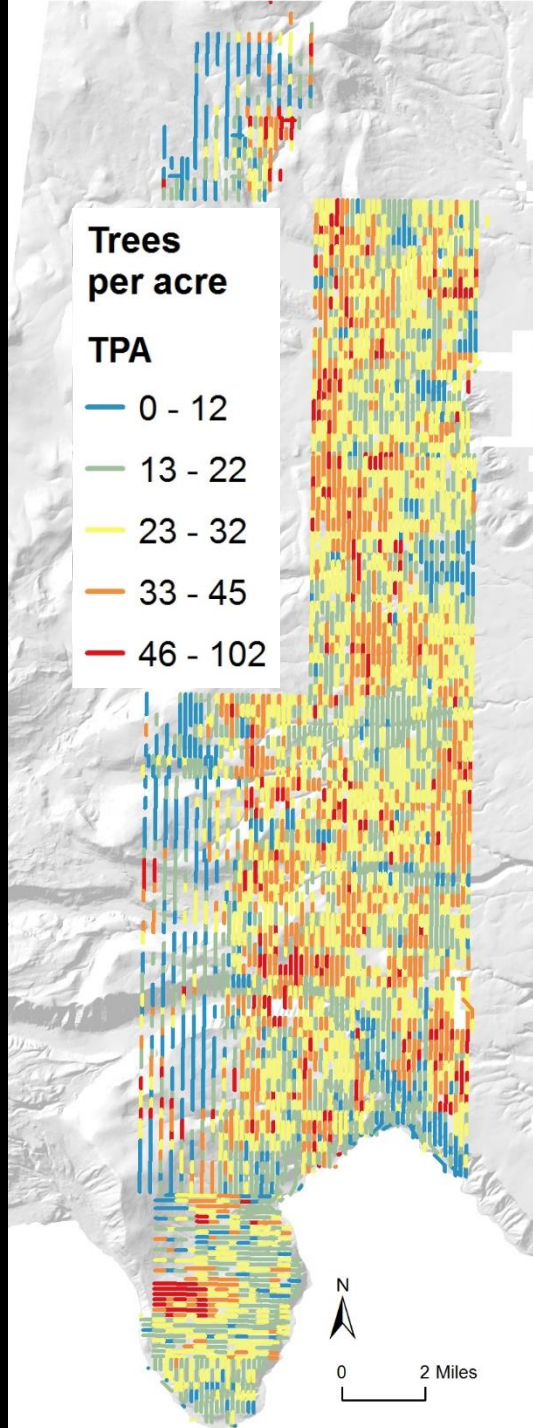 Trees
per acre
TPA
0 - 12
13 - 22
23 - 32
33 - 45
46 - 102
N
0 2 Miles